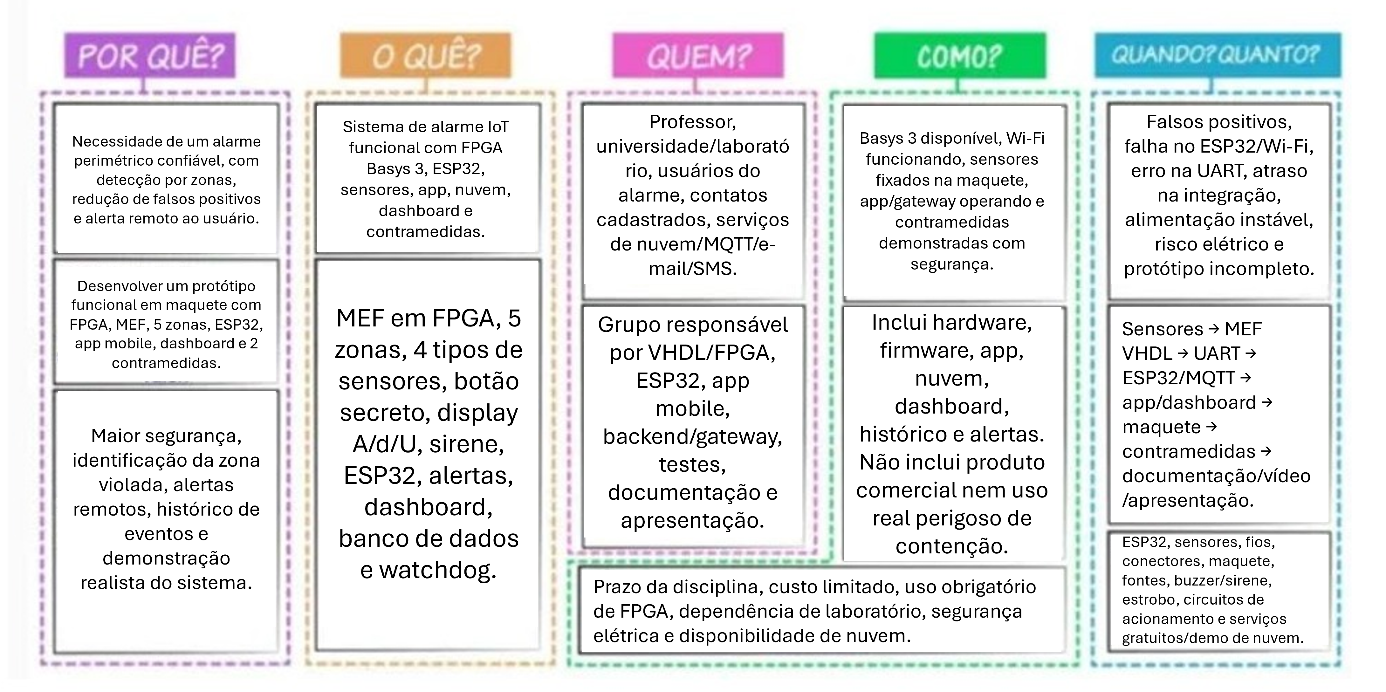 POR QUÊ?
Necessidade de um alarme
perimétrico confiável, com
detecção por zonas,
redução de falsos positivos
e alerta remoto ao usuário.
Desenvolver um protótipo
funcional em maquete com
FPGA, MEF, 5 zonas, ESP32,
app mobile, dashboard e 2
contramedidas.
Maior segurança,
identificação da zona
violada, alertas
remotos, histórico de
eventos e
demonstração
realista do sistema.
O QUÊ?
Sistema de alarme IoT
funcional com FPGA
Basys 3, ESP32,
sensores, app, nuvem,
dashboard e
contramedidas.
MEF em FPGA, 5
zonas, 4 tipos de
sensores, botão
secreto, display
A/d/U, sirene,
ESP32, alertas,
dashboard,
banco de dados
e watchdog.
QUEM?
Professor,
universidade/laborató
rio, usuários do
alarme, contatos
cadastrados, serviços
de nuvem/MQTT/e-
mail/SMS.
Grupo responsável
por VHDL/FPGA,
ESP32, app
mobile,
backend/gateway,
testes,
documentação e
apresentação.
COMO?
Basys 3 disponível, Wi-Fi
funcionando, sensores
fixados na maquete,
app/gateway operando e
contramedidas
demonstradas com
segurança.
Inclui hardware,
firmware, app,
nuvem,
dashboard,
histórico e alertas.
Não inclui produto
comercial nem uso
real perigoso de
contenção.
Prazo da disciplina, custo limitado, uso obrigatório
de FPGA, dependência de laboratório, segurança
elétrica e disponibilidade de nuvem.
QUANDO? QUANTO?
Falsos positivos,
falha no ESP32/Wi-Fi,
erro na UART, atraso
na integração,
alimentação instável,
risco elétrico e
protótipo incompleto.
Sensores → MEF
VHDL → UART →
ESP32/MQTT →
app/dashboard →
maquete →
contramedidas →
documentação/vídeo
/apresentação.
ESP32, sensores, fios,
conectores, maquete,
fontes, buzzer/sirene,
estrobo, circuitos de
acionamento e serviços
gratuitos/demo de nuvem.